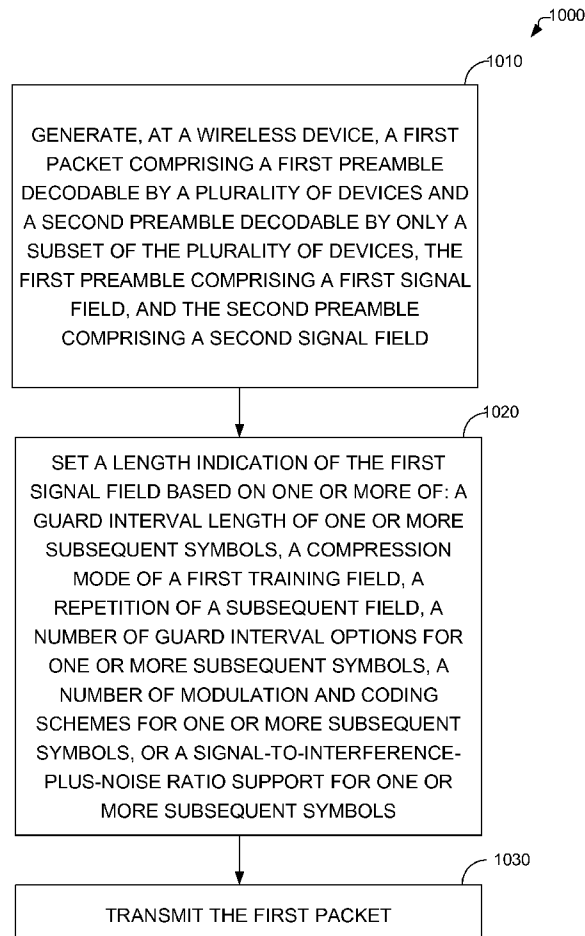 1000
1010
GENERATE, AT A WIRELESS DEVICE, A FIRST
PACKET COMPRISING A FIRST PREAMBLE
DECODABLE BY A PLURALITY OF DEVICES AND
A SECOND PREAMBLE DECODABLE BY ONLY A
SUBSET OF THE PLURALITY OF DEVICES, THE
FIRST PREAMBLE COMPRISING A FIRST SIGNAL
FIELD, AND THE SECOND PREAMBLE
COMPRISING A SECOND SIGNAL FIELD
1020
SET A LENGTH INDICATION OF THE FIRST
SIGNAL FIELD BASED ON ONE OR MORE OF: A
GUARD INTERVAL LENGTH OF ONE OR MORE
SUBSEQUENT SYMBOLS, A COMPRESSION
MODE OF A FIRST TRAINING FIELD, A
REPETITION OF A SUBSEQUENT FIELD, A
NUMBER OF GUARD INTERVAL OPTIONS FOR
ONE OR MORE SUBSEQUENT SYMBOLS, A
NUMBER OF MODULATION AND CODING
SCHEMES FOR ONE OR MORE SUBSEQUENT
SYMBOLS, OR A SIGNAL-TO-INTERFERENCE-
PLUS-NOISE RATIO SUPPORT FOR ONE OR
MORE SUBSEQUENT SYMBOLS
1030
TRANSMIT THE FIRST PACKET